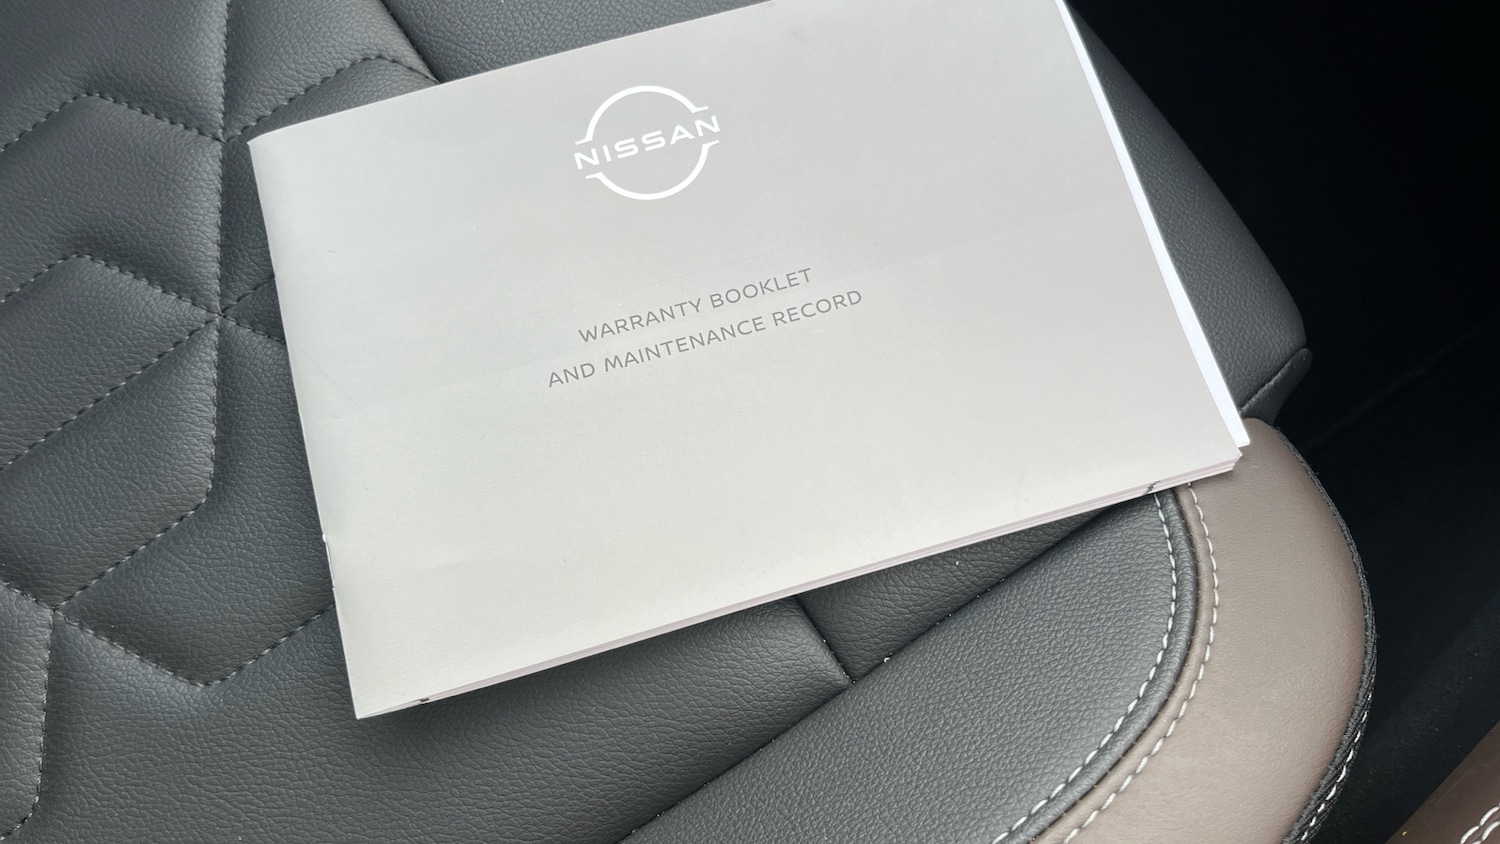 NISSAN
WARRANTY BOOKLET
AND MAINTENANCE RECORD